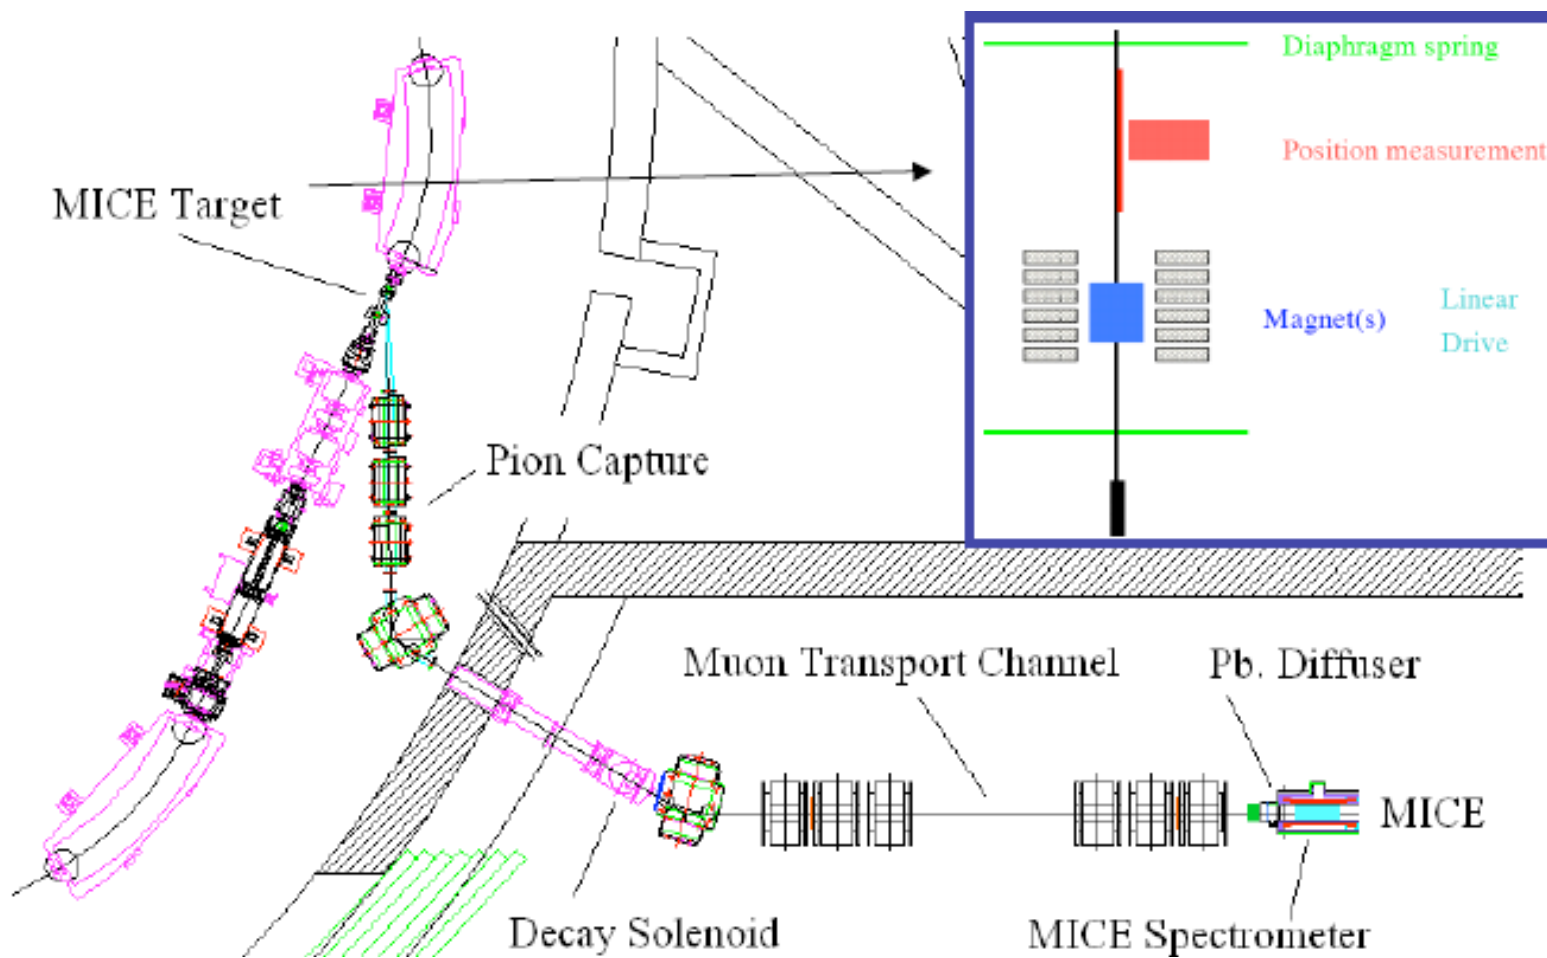 Diaphragm spring
Position measurement
MICE Target
Magnet(s)
Linear
Drive
Pion Capture
Muon Transport Channel
Pb. Diffuser
MICE
Decay Solenoid
MICE Spectrometer